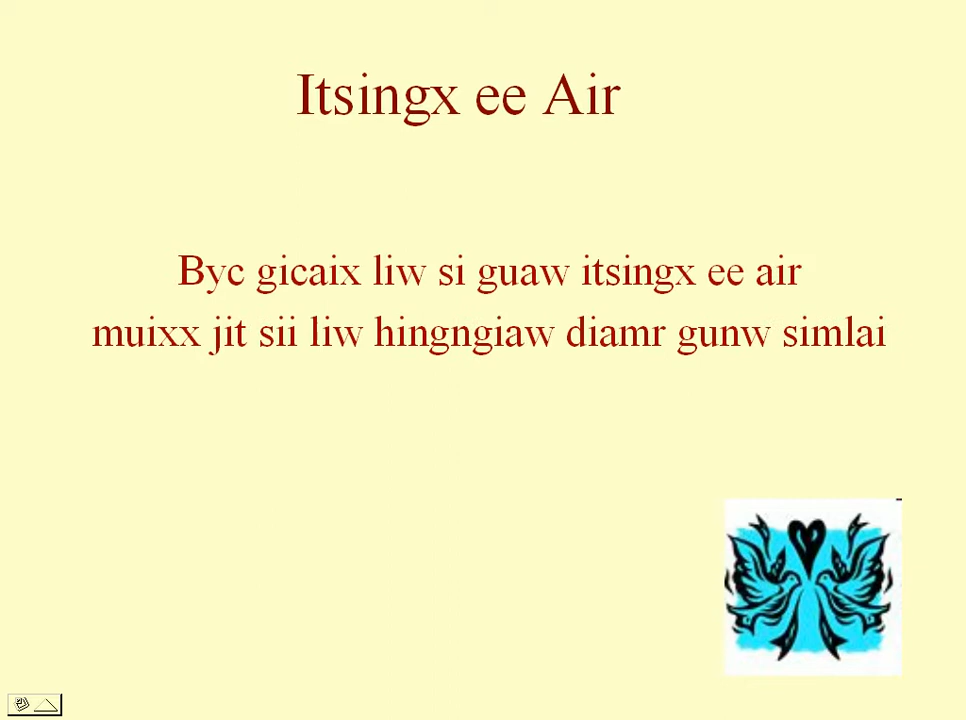 Itsingx ee Air
Byc gicaix liw si guaw itsingx ee air
muixx jit sii liw hingngiaw diamr gunw simlai